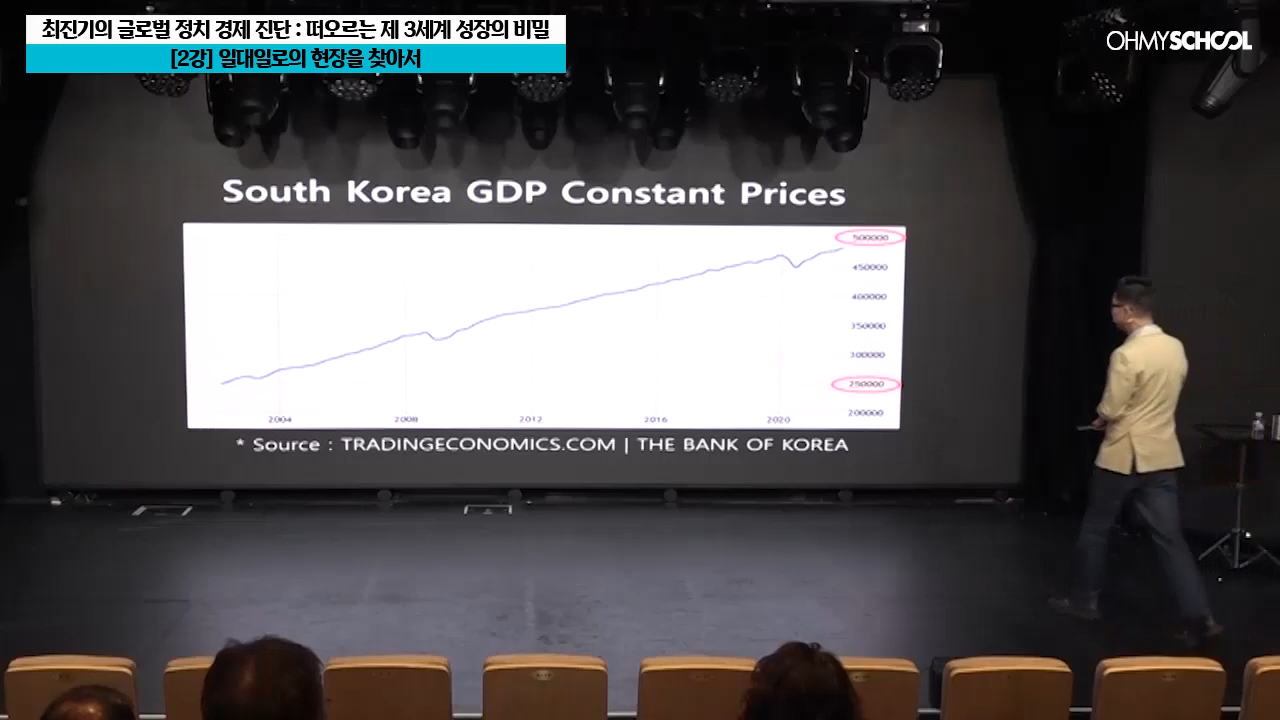 최진기의 글로벌 정치 경제 진단 : 떠오르는 제 3세계 성장의 비밀
[2강] 일대일로의 현장을 찾아서
OHMYSCHOOL
South Korea GDP Constant Prices
500000
450000
400000
350000
300000
250000
200000
2004 2008 2012 2016 2020
* Source : TRADINGECONOMICS.COM | THE BANK OF KOREA